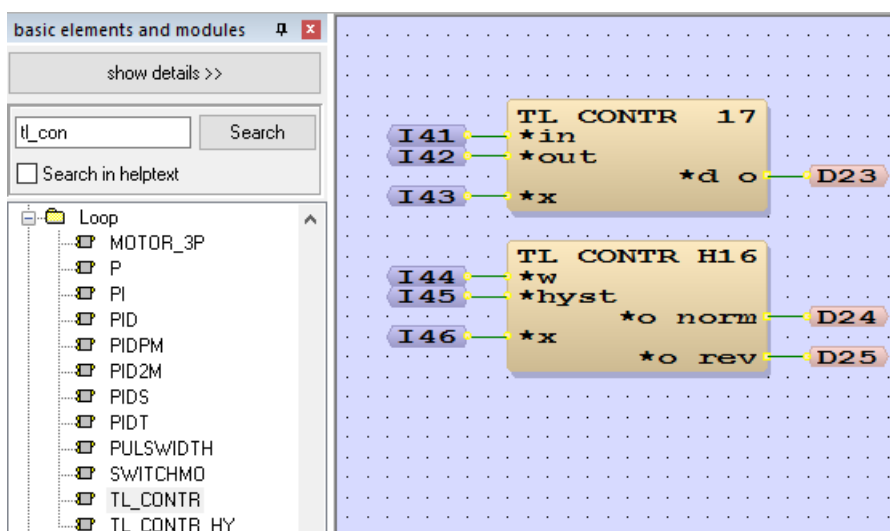 basic elements and modules
show details >>
tl_con
Search
Search in helptext
Loop
MOTOR_3P
P
PI
PID
PIDPM
PID2M
PIDS
PIDT
PULSWIDTH
SWITCHMO
TL_CONTR
TL_CONTR_HY
TL CONTR 17
I41 *in
I42 *out
*d o D23
I43 *x
TL CONTR H16
I44 *w
I45 *hyst
*o norm D24
I46 *x
*o rev D25